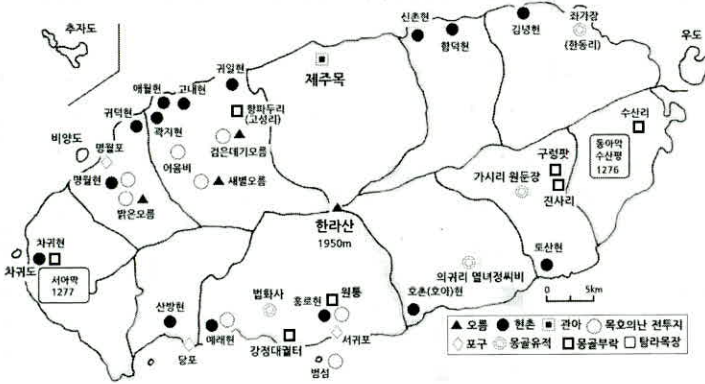 추자도
신촌현
함덕현
김녕현
좌가장
(한동리)
우도
귀일현
제주목
애월현
고내현
귀덕현
곽지현
항파두리
(고성리)
수산리
비양도
명월포
검은데기오름
어음비
동아막
수산평
1276
구렁팟
가시리 원둔장
명월현
새별오름
밝은오름
진사리
한라산
1950m
차귀현
차귀도
서아막
1277
의귀리 열녀정씨비
토산현
법화사
원통
산방현
홍로현
호촌(호아)현
0 5km
예래현
서귀포
강정대궐터
당포
범섬
오름 현촌 관아 목호의난 전투지
포구 몽골유적 몽골부락 탐라목장